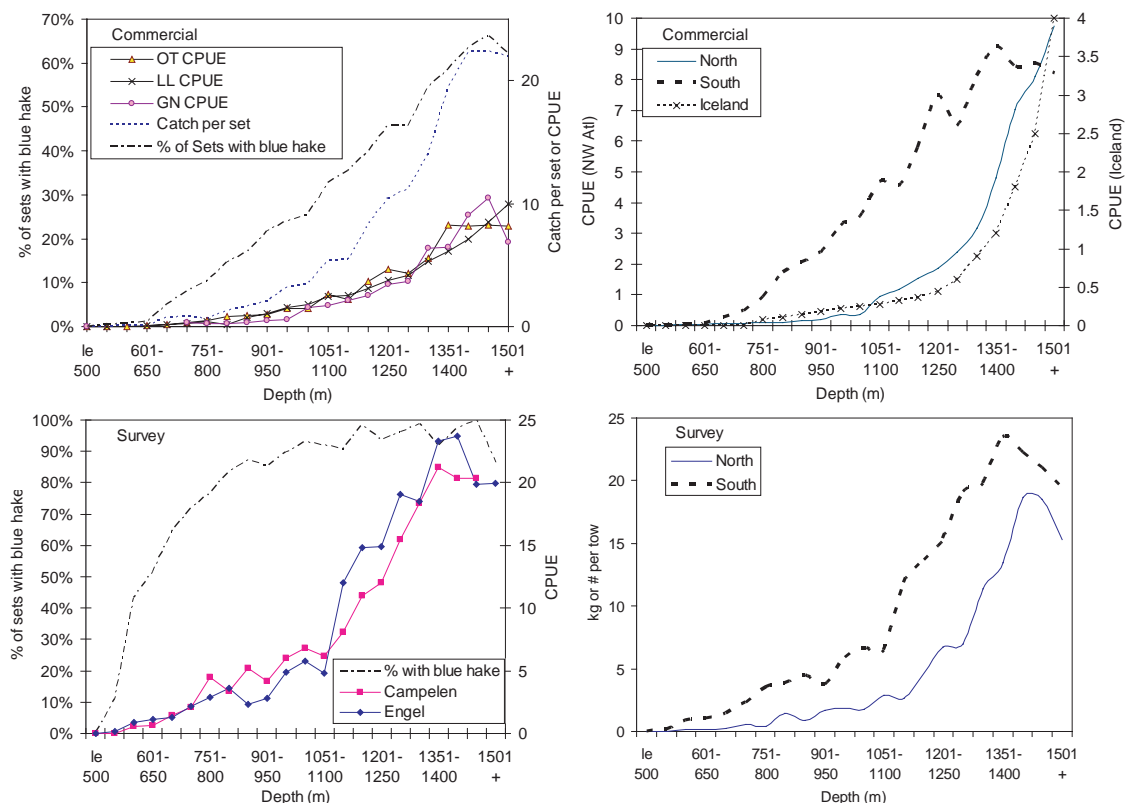 Commercial
OT CPUE
LL CPUE
GN CPUE
Catch per set
% of Sets with blue hake
70%
60%
50%
40%
30%
20%
10%
0%
% of sets with blue hake
20
10
0
Catch per set or CPUE
le 500
601-650
751-800
901-950
1051-1100
1201-1250
1351-1400
1501 +
Depth (m)
Commercial
North
South
Iceland
10
9
8
7
6
5
4
3
2
1
0
CPUE (NW Atl)
4
3.5
3
2.5
2
1.5
1
0.5
0
CPUE (Iceland)
le 500
601-650
751-800
901-950
1051-1100
1201-1250
1351-1400
1501 +
Depth (m)
Survey
% with blue hake
Campelen
Engel
100%
90%
80%
70%
60%
50%
40%
30%
20%
10%
0%
% of sets with blue hake
25
20
15
10
5
0
CPUE
le 500
601-650
751-800
901-950
1051-1100
1201-1250
1351-1400
1501 +
Depth (m)
Survey
North
South
25
20
15
10
5
0
kg or # per tow
le 500
601-650
751-800
901-950
1051-1100
1201-1250
1351-1400
1501 +
Depth (m)